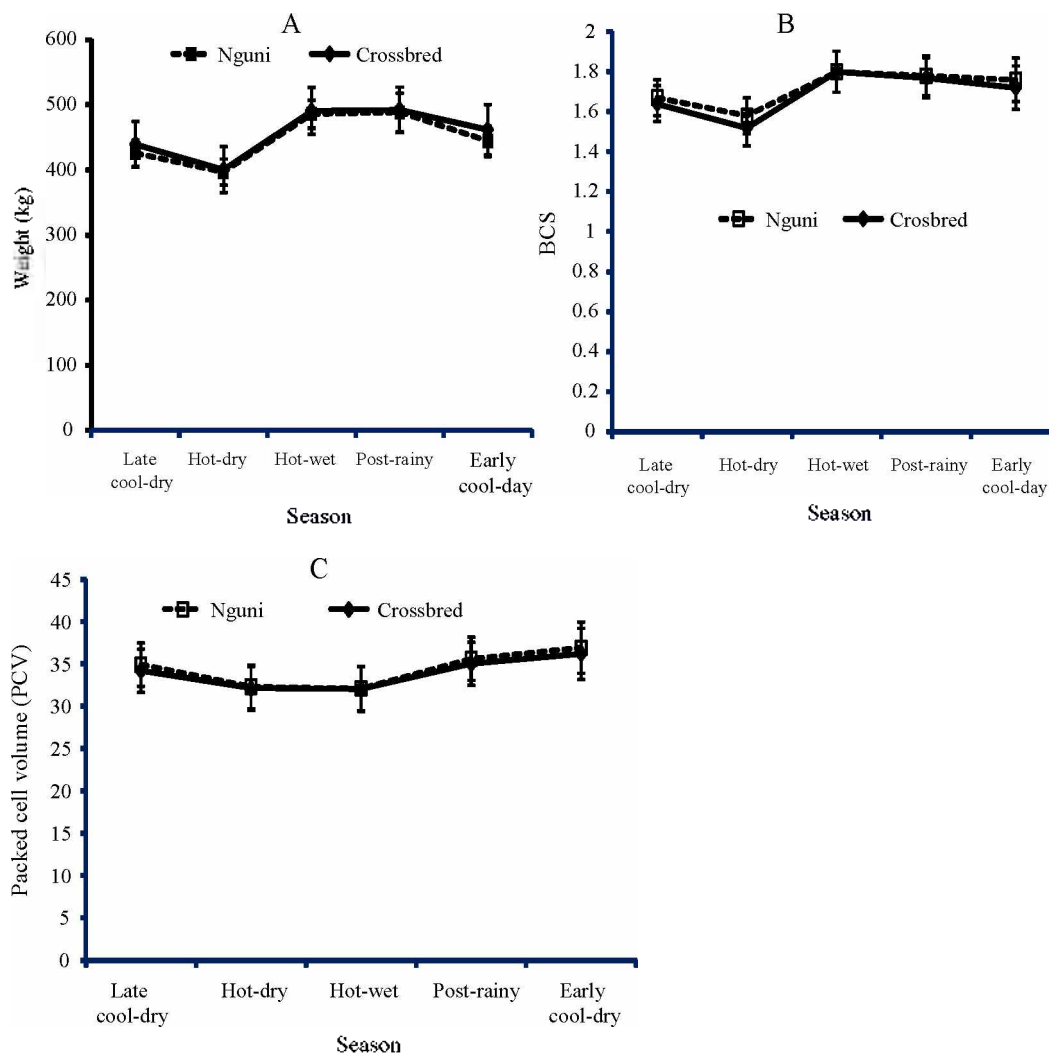 A
600
500
400
300
200
100
0
Weight (kg)
Nguni
Crossbred
Late
cool-dry
Hot-dry
Hot-wet
Post-rainy
Early
cool-day
Season
B
2
1.8
1.6
1.4
1.2
1
0.8
0.6
0.4
0.2
0
BCS
Nguni
Crosbred
Late
cool-dry
Hot-dry
Hot-wet
Post-rainy
Early
cool-day
Season
C
45
40
35
30
25
20
15
10
5
0
Packed cell volume (PCV)
Nguni
Crossbred
Late
cool-dry
Hot-dry
Hot-wet
Post-rainy
Early
cool-dry
Season